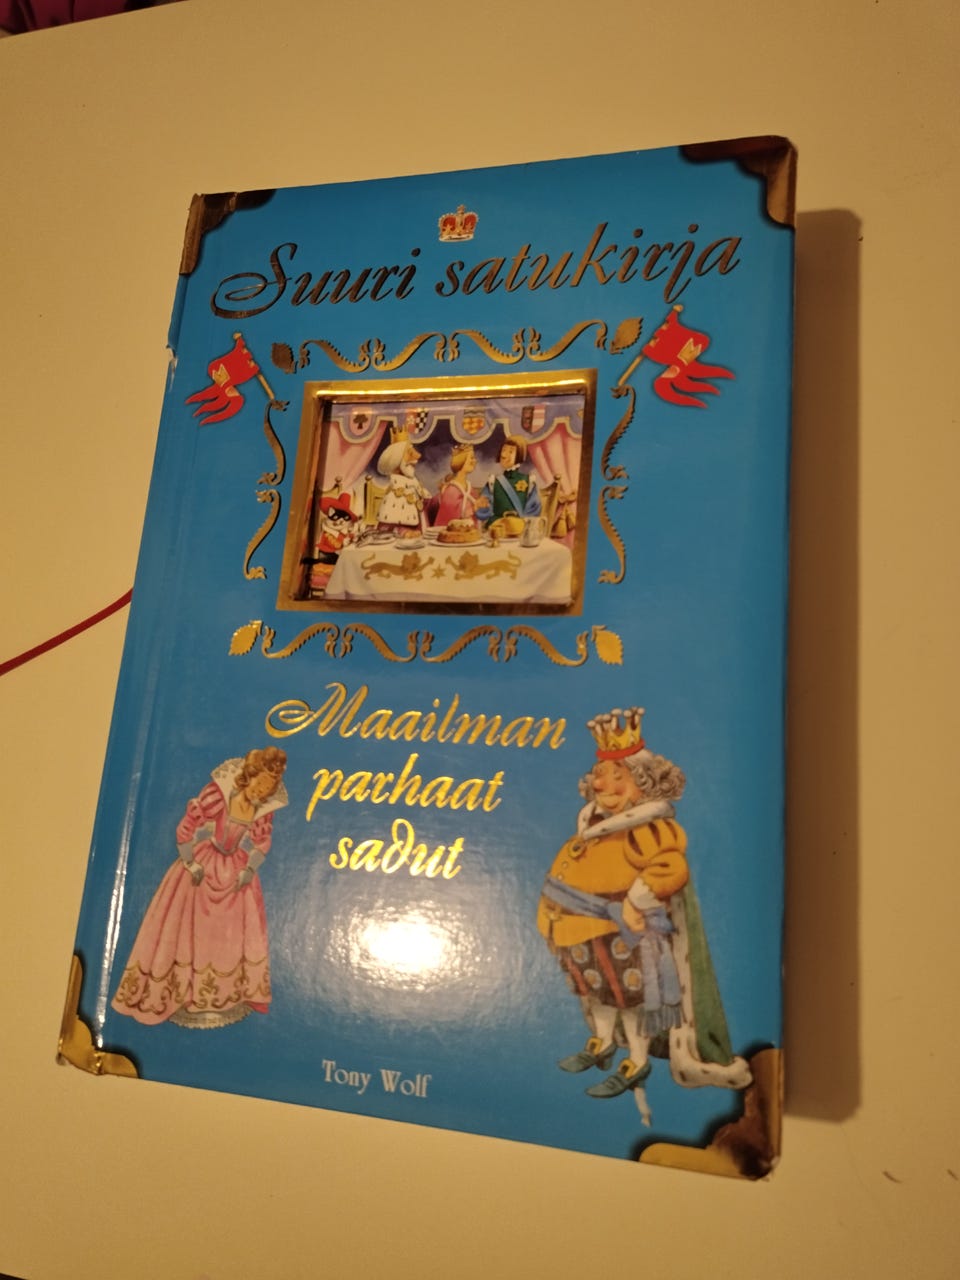 Suuri satukirja
Maailman
parhaat
sadut
Tony Wolf